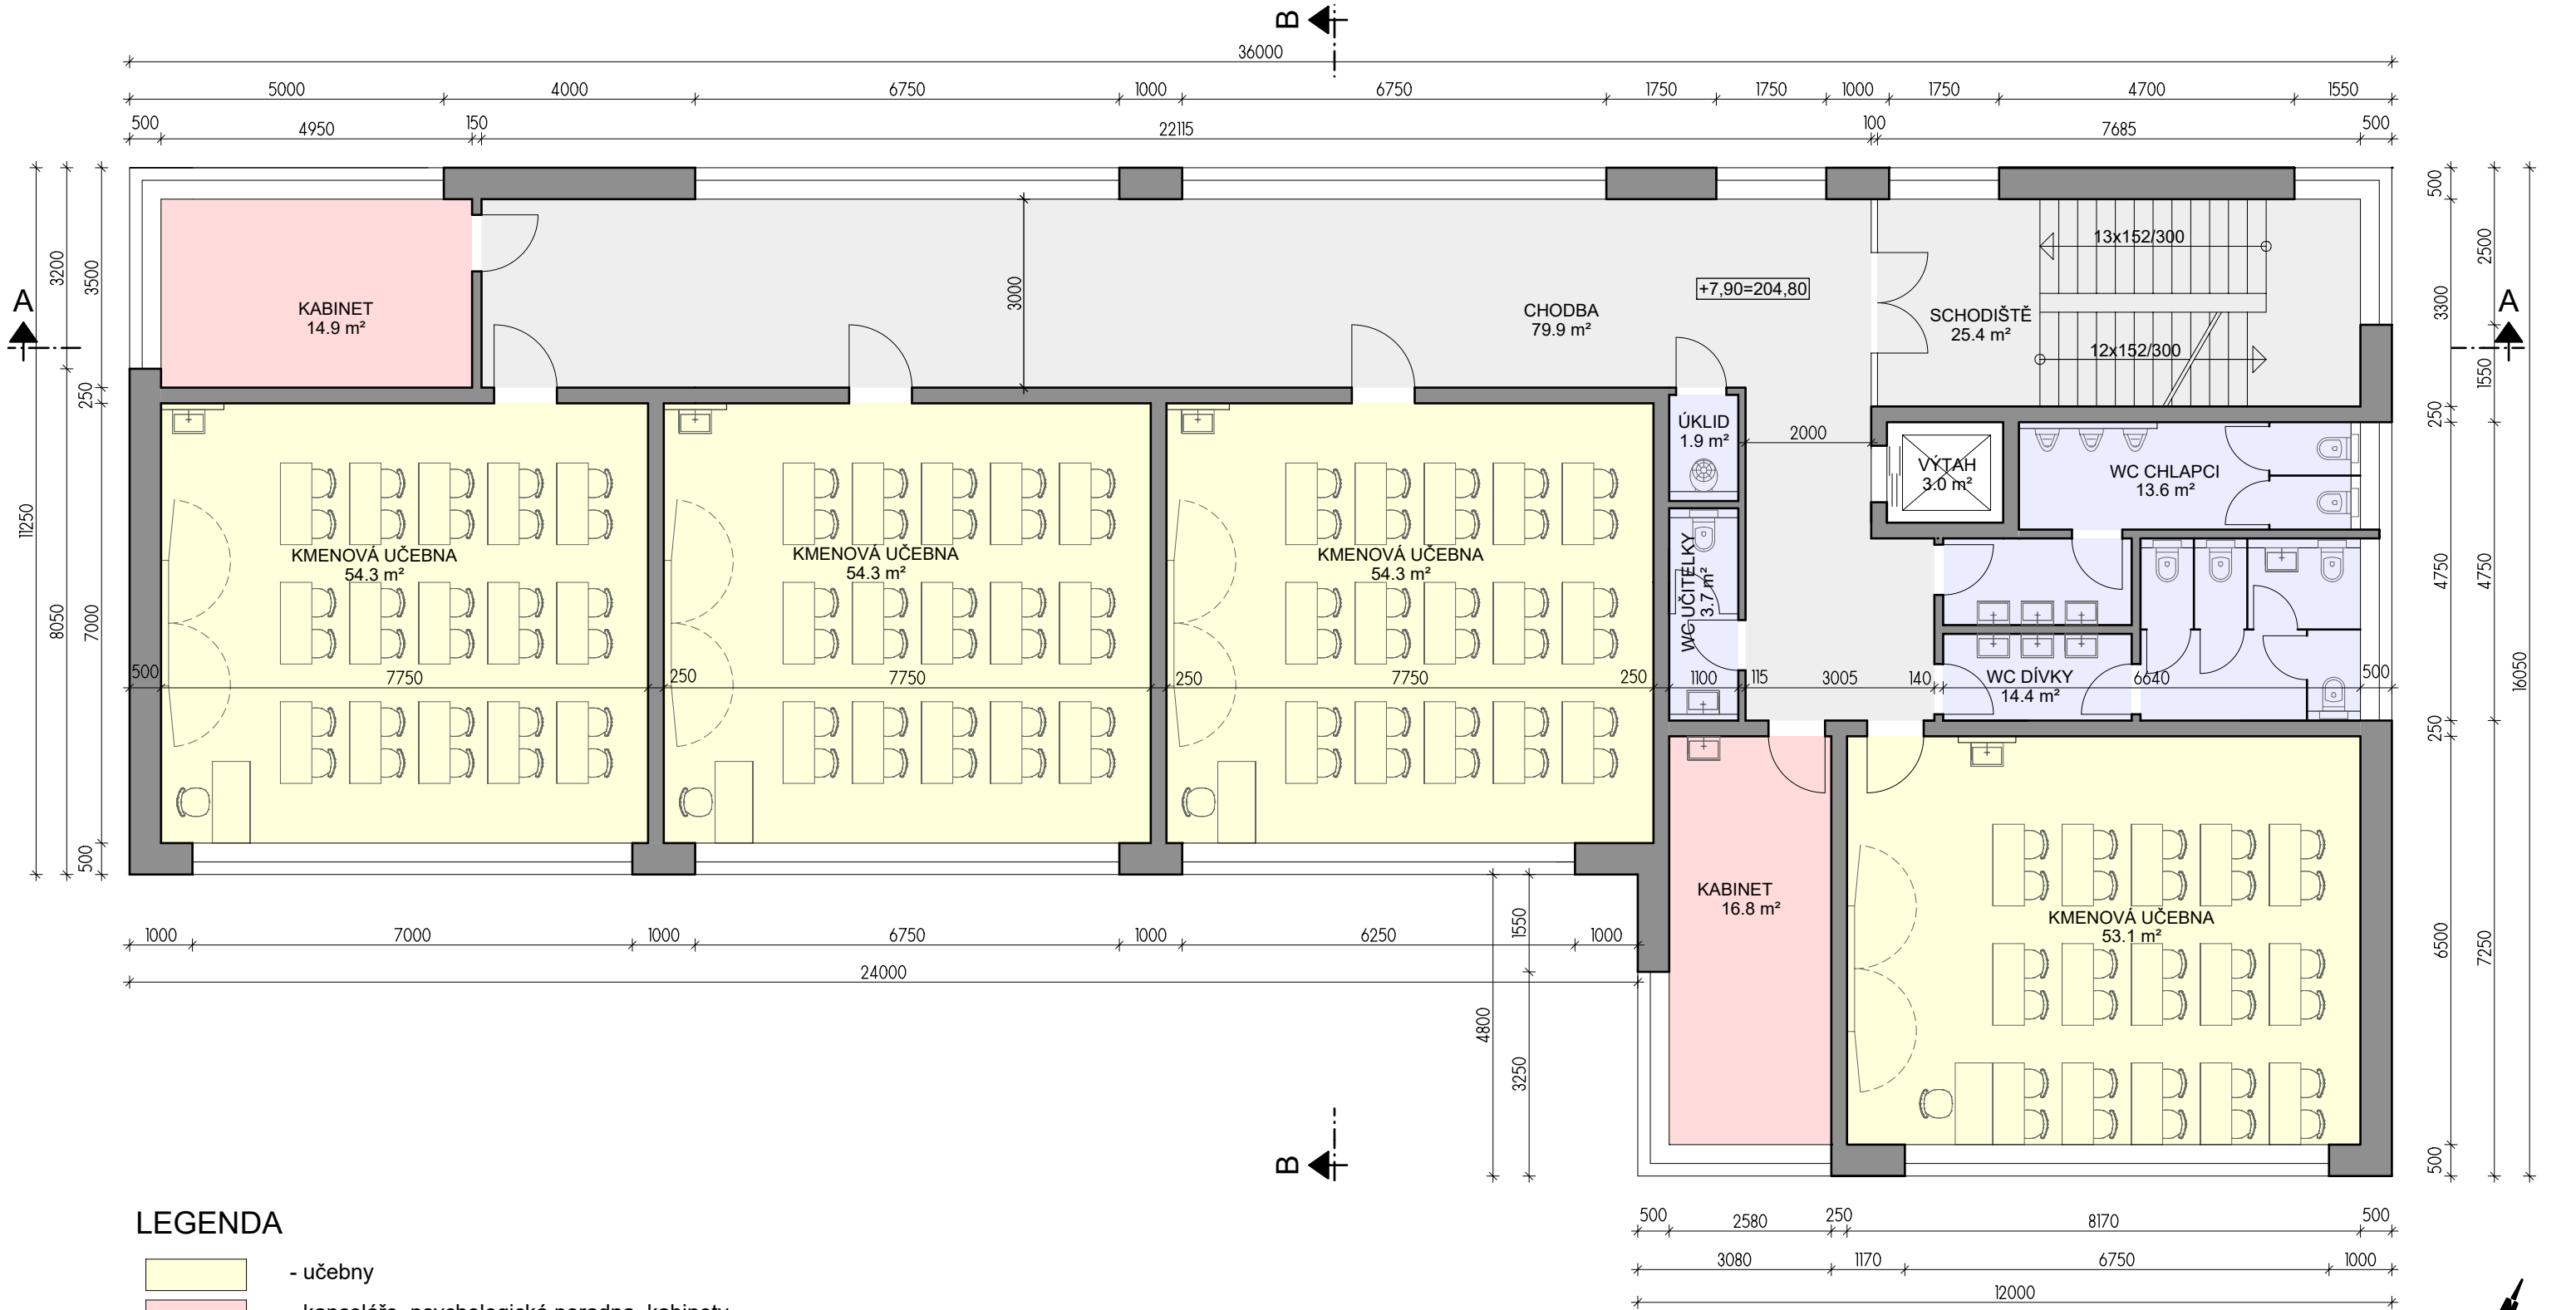 B
36000
5000 4000 6750 1000 6750 1750 1750 1000 1750 4700 1550
500 4950 150 22115 100 7685 500
A
A
11250
3200
8050
3500
250
7000
500
KABINET
14.9 m²
3000
CHODBA
79.9 m²
+7,90=204,80
SCHODIŠTĚ
25.4 m²
13x152/300
12x152/300
500
3300
250
4750
250
6500
500
2500
1550
4750
7250
16050
KMENOVÁ UČEBNA
54.3 m²
KMENOVÁ UČEBNA
54.3 m²
KMENOVÁ UČEBNA
54.3 m²
ÚKLID
1.9 m²
2000
VÝTAH
3.0 m²
WC CHLAPCI
13.6 m²
WC UČITELKY
3.7 m²
WC DÍVKY
14.4 m²
500 7750 250 7750 250 7750 250 1100 115 3005 140 6640 500
KABINET
16.8 m²
KMENOVÁ UČEBNA
53.1 m²
1000 7000 1000 6750 1000 6250 1000
24000
1550
4800
3250
B
500 2580 250 8170 500
3080 1170 6750 1000
12000
LEGENDA
- učebny
- kanceláře, psychologická poradna, kabinety